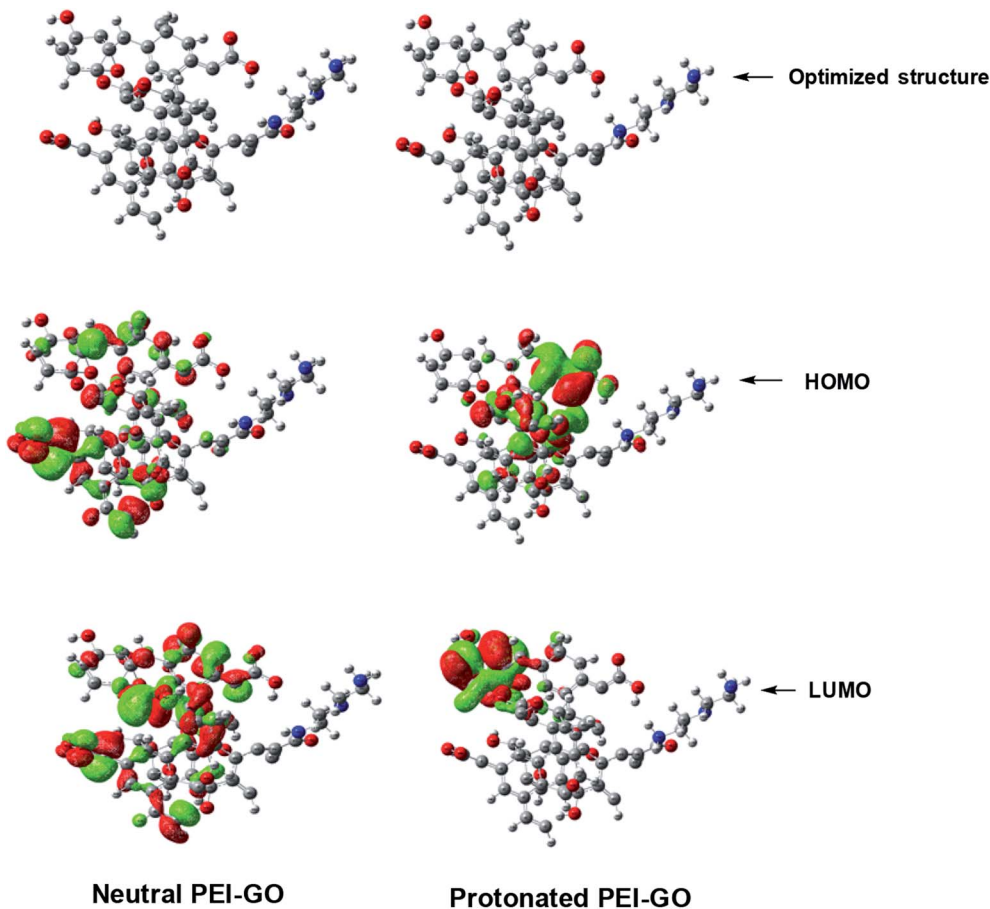 Optimized structure
HOMO
LUMO
Neutral PEI-GO
Protonated PEI-GO